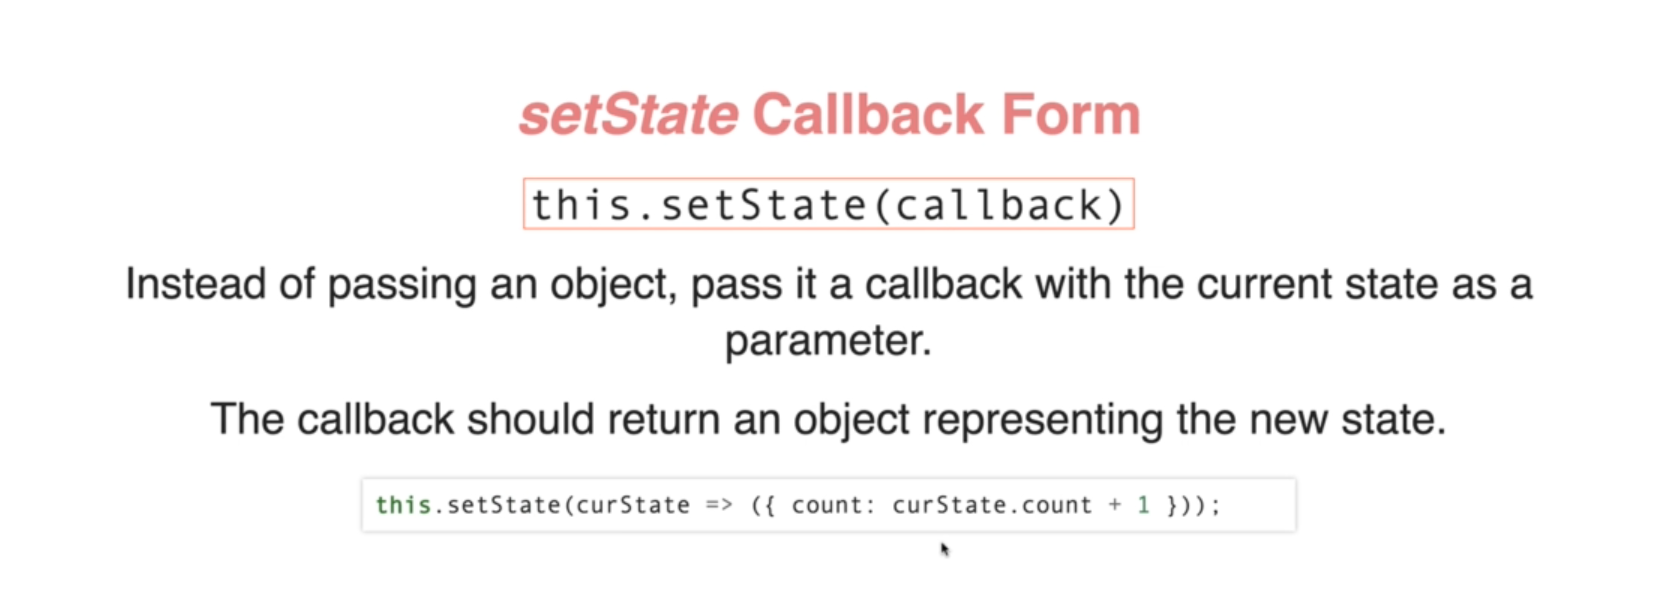 setState Callback Form
this.setState(callback)
Instead of passing an object, pass it a callback with the current state as a
parameter.
The callback should return an object representing the new state.
this.setState(curState => ({ count: curState.count + 1 }));